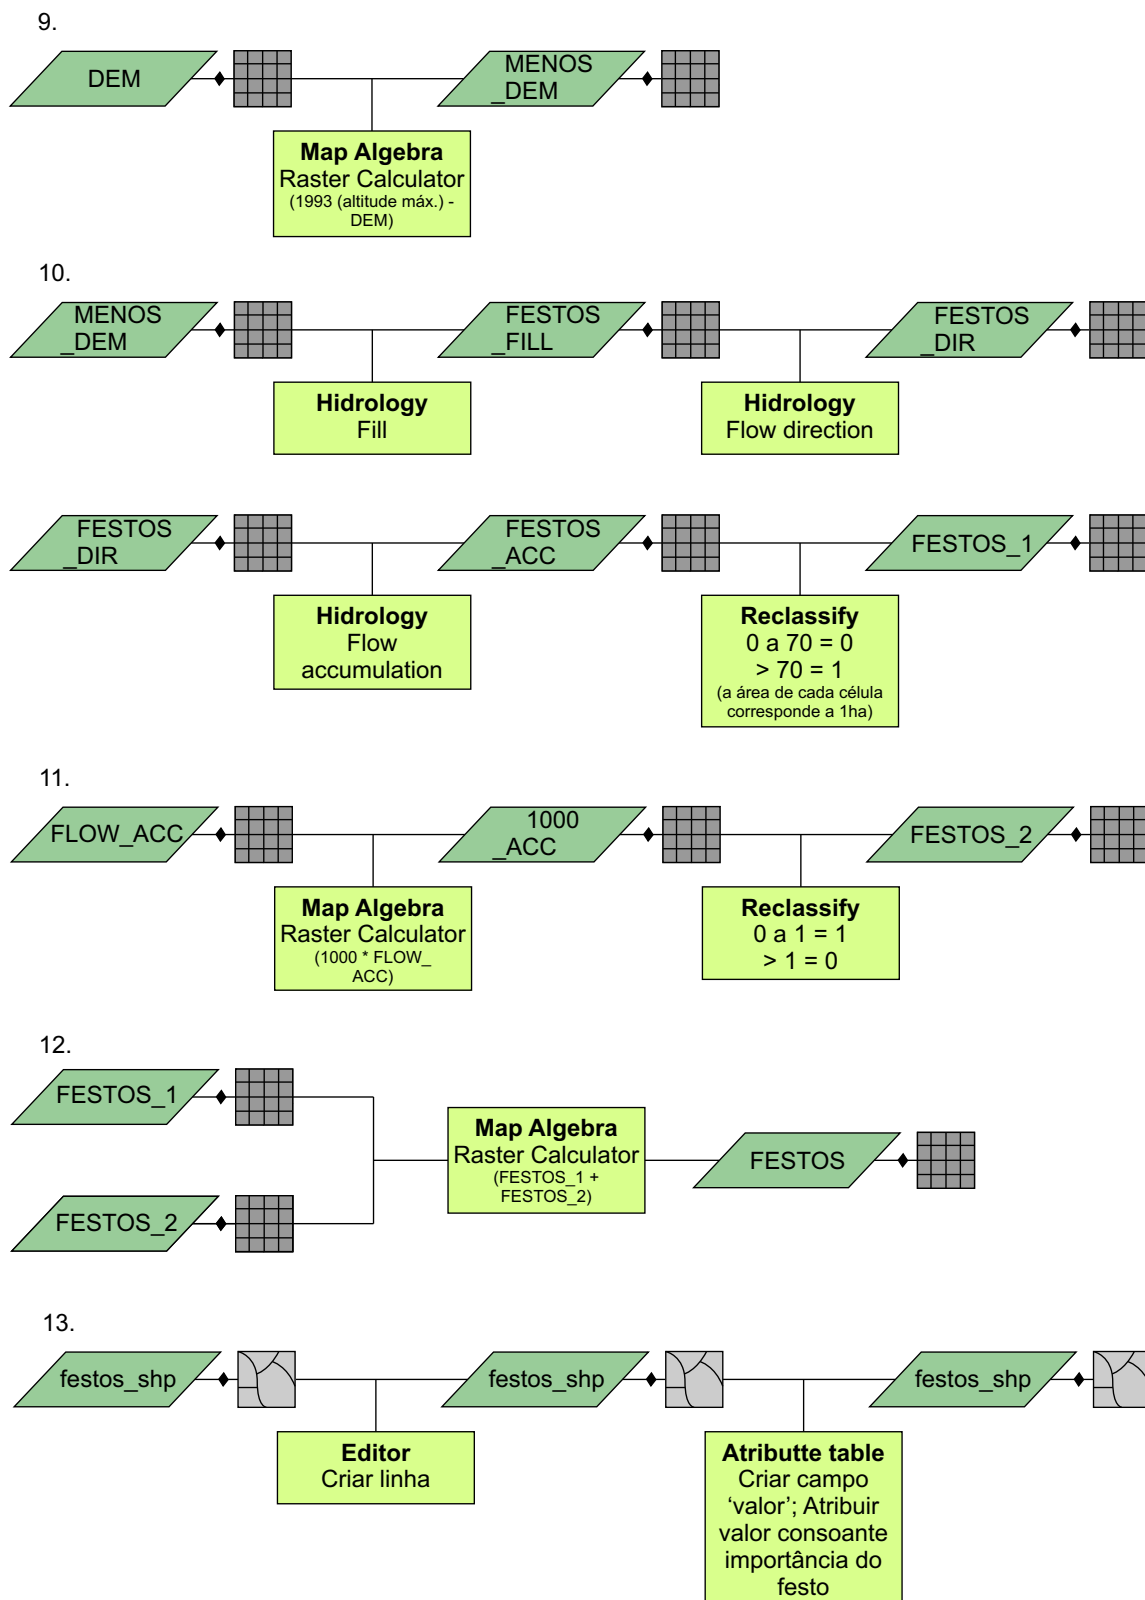 9.
DEM
MENOS
_DEM
Map Algebra
Raster Calculator
(1993 (altitude máx.) -
DEM)
10.
MENOS
_DEM
FESTOS
_FILL
FESTOS
_DIR
Hidrology
Fill
Hidrology
Flow direction
FESTOS
_DIR
FESTOS
_ACC
FESTOS_1
Hidrology
Flow
accumulation
Reclassify
0 a 70 = 0
> 70 = 1
(a área de cada célula
corresponde a 1ha)
11.
FLOW_ACC
1000
_ACC
FESTOS_2
Map Algebra
Raster Calculator
(1000 * FLOW_
ACC)
Reclassify
0 a 1 = 1
> 1 = 0
12.
FESTOS_1
FESTOS_2
Map Algebra
Raster Calculator
(FESTOS_1 +
FESTOS_2)
FESTOS
13.
festos_shp
festos_shp
festos_shp
Editor
Criar linha
Atributte table
Criar campo
‘valor’; Atribuir
valor consoante
importância do
festo